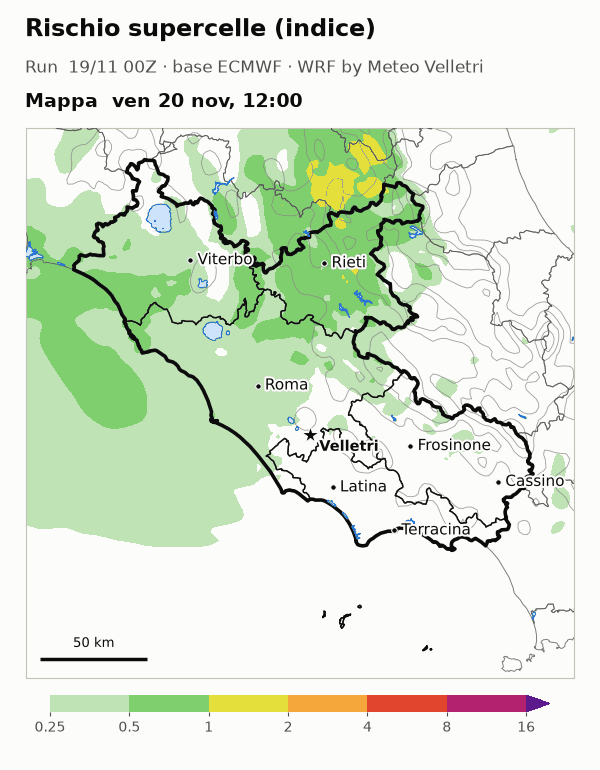 Rischio supercelle (indice)
Run 19/11 00Z · base ECMWF · WRF by Meteo Velletri
Mappa ven 20 nov, 12:00
Viterbo
Rieti
Roma
Velletri
Frosinone
Cassino
Latina
Terracina
50 km
0.25 0.5 1 2 4 8 16